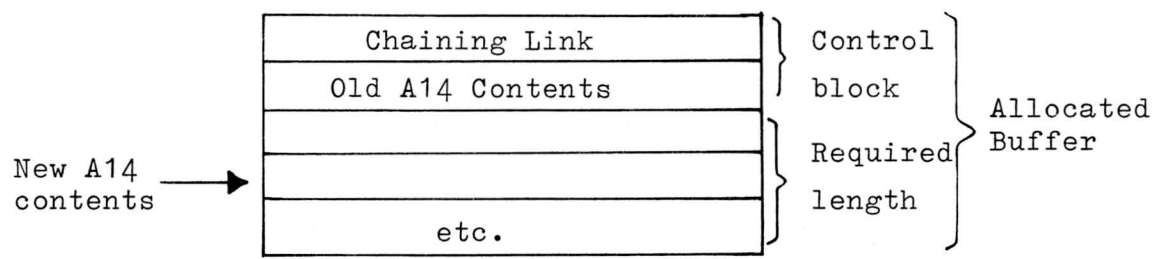 Chaining Link
Old A14 Contents
etc.
New A14
contents
Control
block
Required
length
Allocated
Buffer